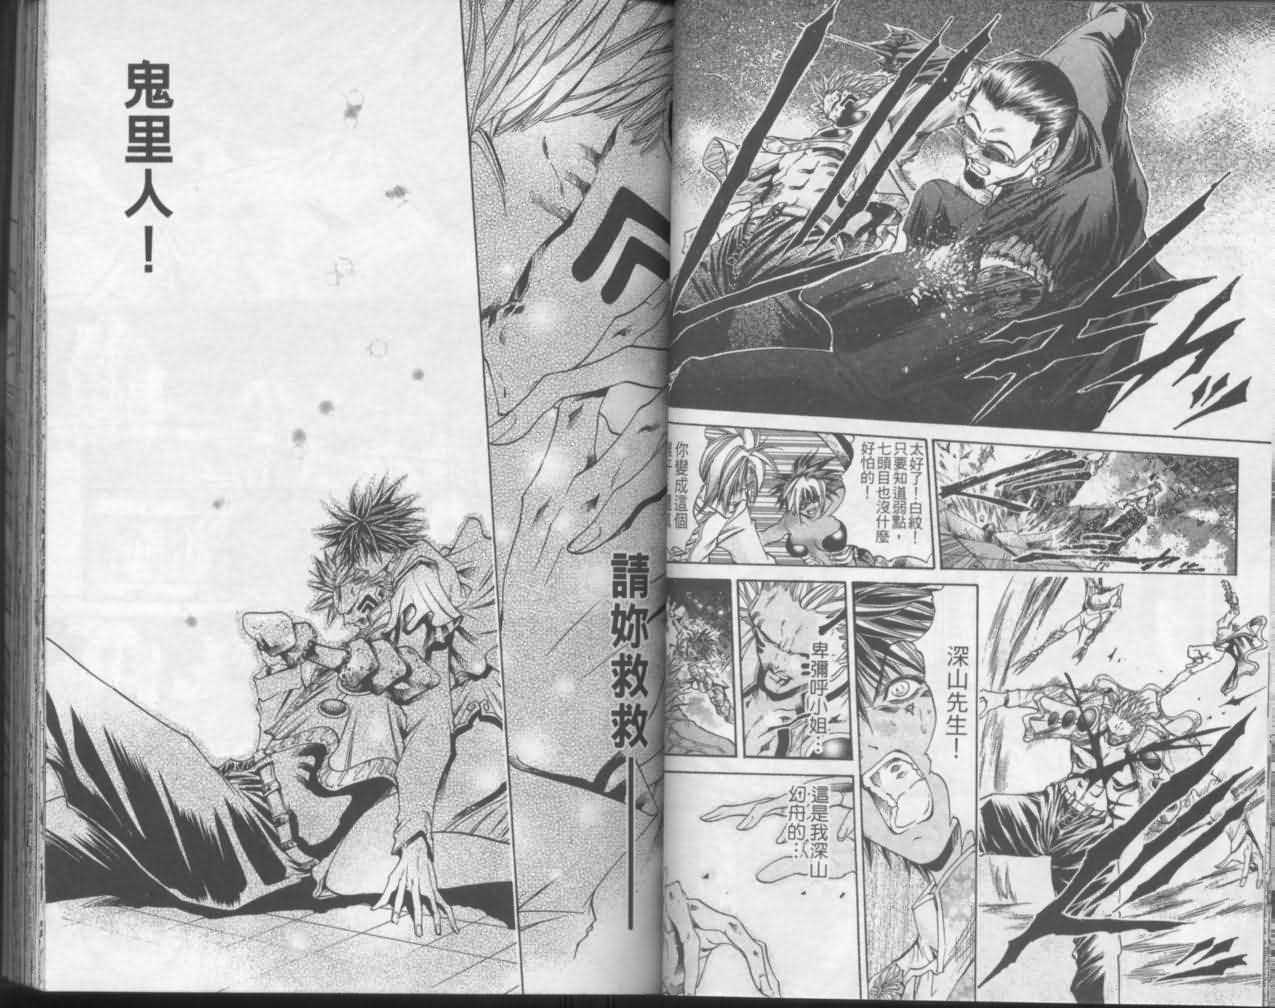 太好了！白紋！
只要知道弱點，
七頭目也沒什麼
好怕的！
你變成這個
深山先生！
卑彌呼小姐…
這是我深山
幻舟的…
請妳救救——
鬼里人！